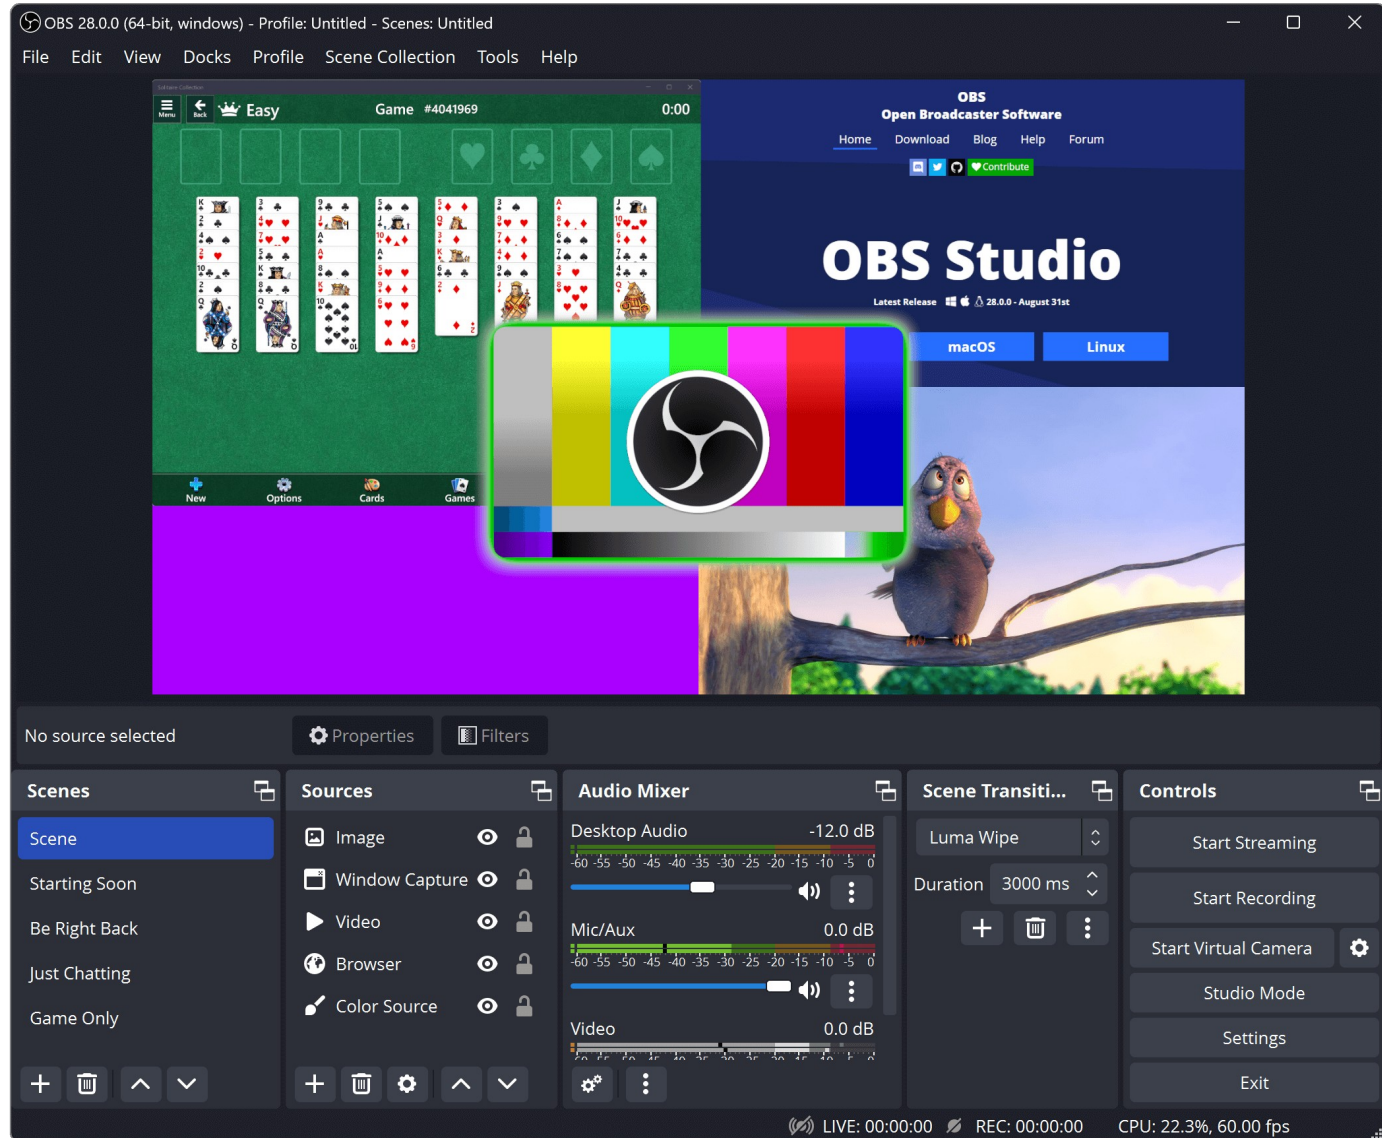 OBS 28.0.0 (64-bit, windows) - Profile: Untitled - Scenes: Untitled
File Edit View Docks Profile Scene Collection Tools Help
Solitaire Collection
Menu Back Easy Game #4041969 0:00
New Options Cards Games
OBS
Open Broadcaster Software
Home Download Blog Help Forum
Contribute
OBS Studio
Latest Release 28.0.0 - August 31st
macOS Linux
No source selected Properties Filters
Scenes
Scene
Starting Soon
Be Right Back
Just Chatting
Game Only
Sources
Image
Window Capture
Video
Browser
Color Source
Audio Mixer
Desktop Audio -12.0 dB
-60 -55 -50 -45 -40 -35 -30 -25 -20 -15 -10 -5 0
Mic/Aux 0.0 dB
-60 -55 -50 -45 -40 -35 -30 -25 -20 -15 -10 -5 0
Video 0.0 dB
Scene Transiti...
Luma Wipe
Duration 3000 ms
Controls
Start Streaming
Start Recording
Start Virtual Camera
Studio Mode
Settings
Exit
LIVE: 00:00:00 REC: 00:00:00 CPU: 22.3%, 60.00 fps